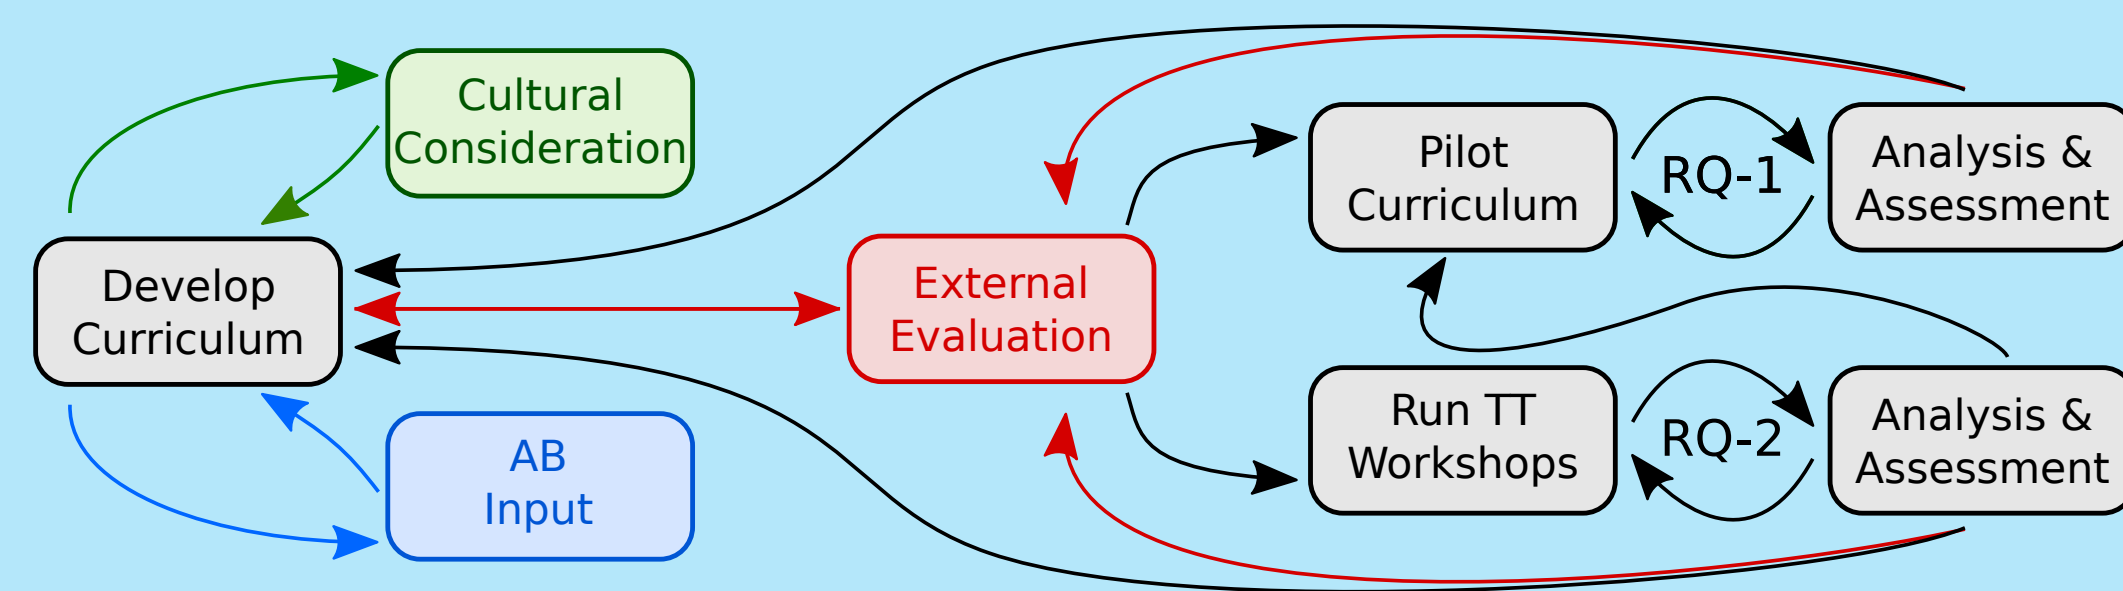 Cultural
Consideration
Develop
Curriculum
AB
Input
External
Evaluation
Pilot
Curriculum
RQ-1
Analysis &
Assessment
Run TT
Workshops
RQ-2
Analysis &
Assessment